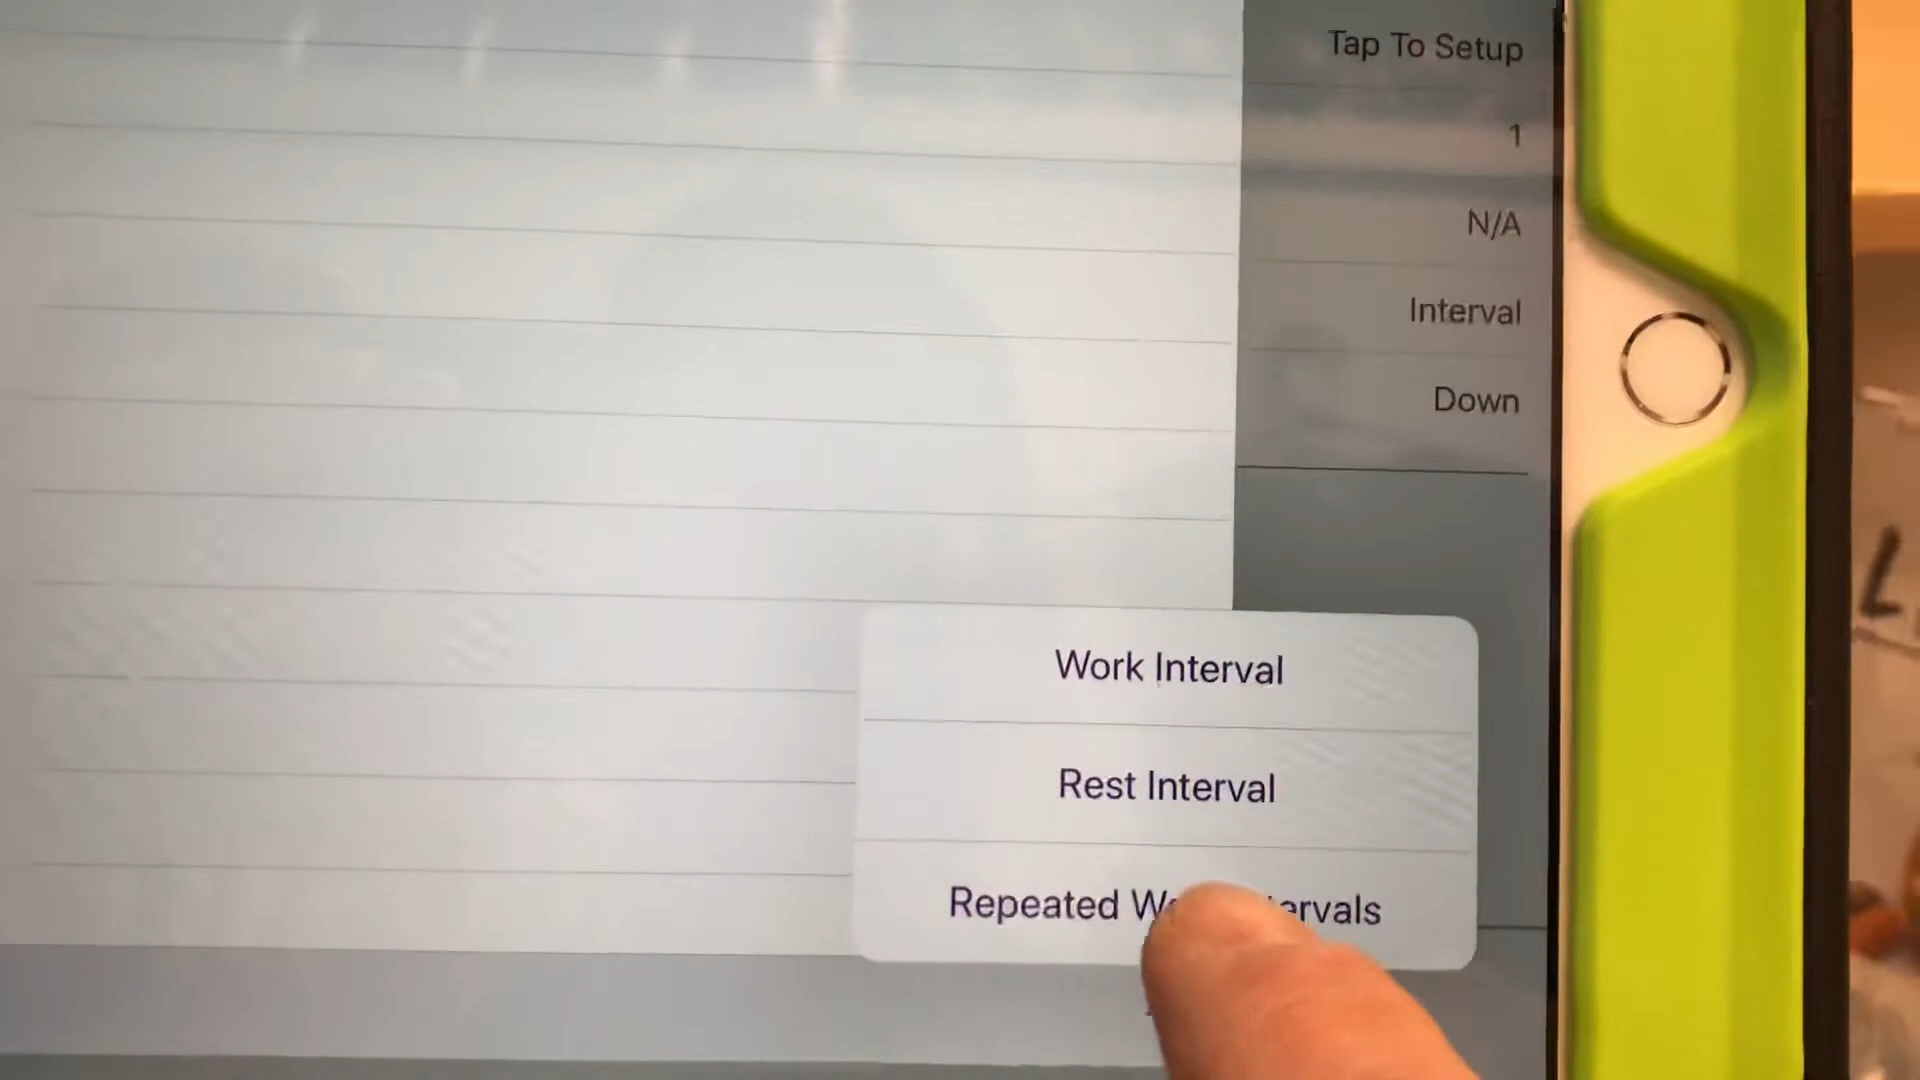 Tap To Setup
1
N/A
Interval
Down
Work Interval
Rest Interval
Repeated